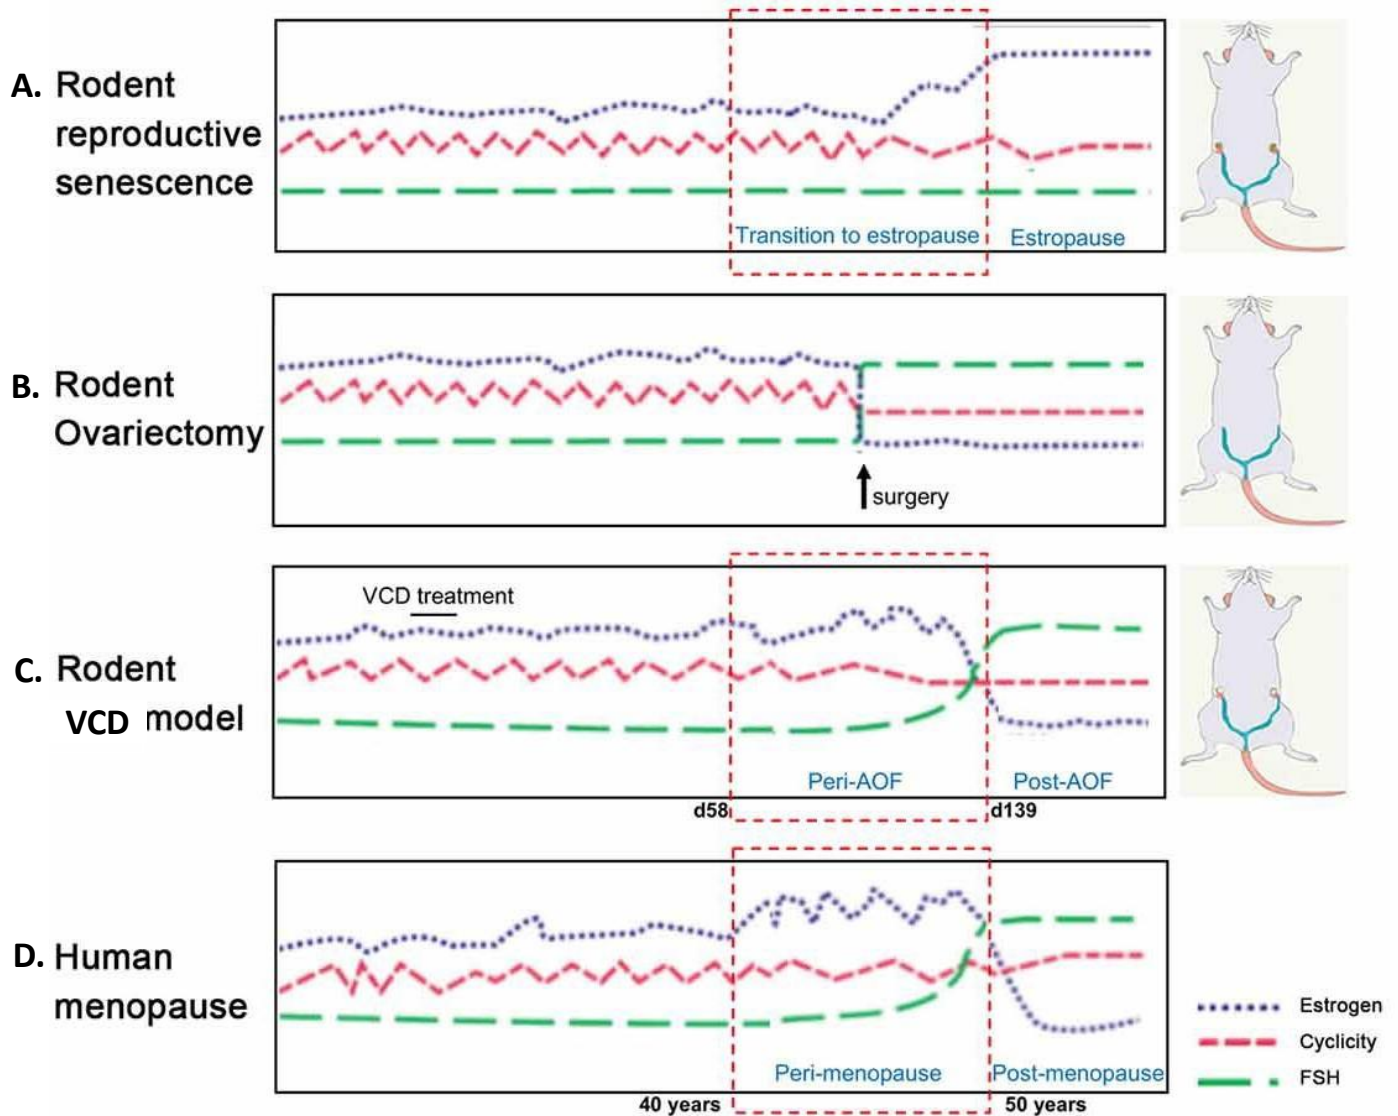 A. Rodent
reproductive
senescence
Transition to estropause
Estropause
B. Rodent
Ovariectomy
surgery
VCD treatment
C. Rodent
VCD model
Peri-AOF
Post-AOF
d58
d139
D. Human
menopause
Peri-menopause
Post-menopause
40 years
50 years
Estrogen
Cyclicity
FSH